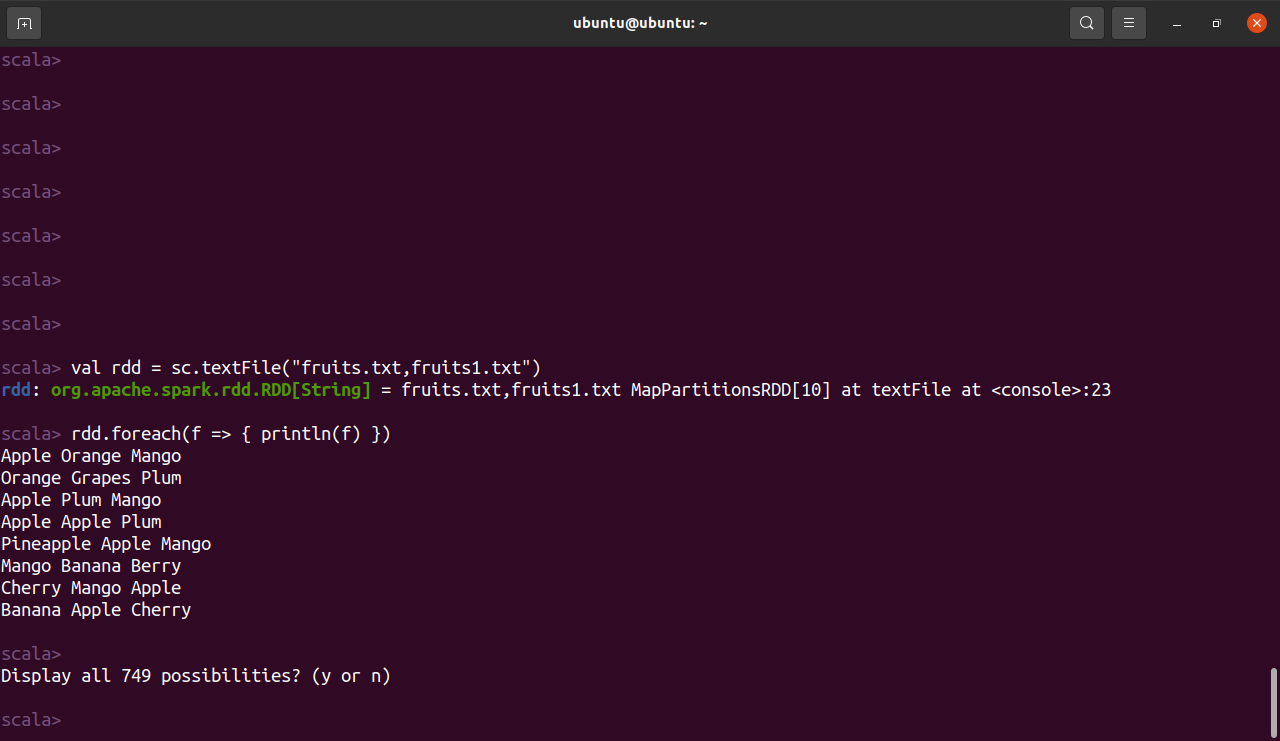 ubuntu@ubuntu: ~
scala>
scala>
scala>
scala>
scala>
scala>
scala>
scala> val rdd = sc.textFile("fruits.txt,fruits1.txt")
rdd: org.apache.spark.rdd.RDD[String] = fruits.txt,fruits1.txt MapPartitionsRDD[10] at textFile at <console>:23
scala> rdd.foreach(f => { println(f) })
Apple Orange Mango
Orange Grapes Plum
Apple Plum Mango
Apple Apple Plum
Pineapple Apple Mango
Mango Banana Berry
Cherry Mango Apple
Banana Apple Cherry
scala>
Display all 749 possibilities? (y or n)
scala>